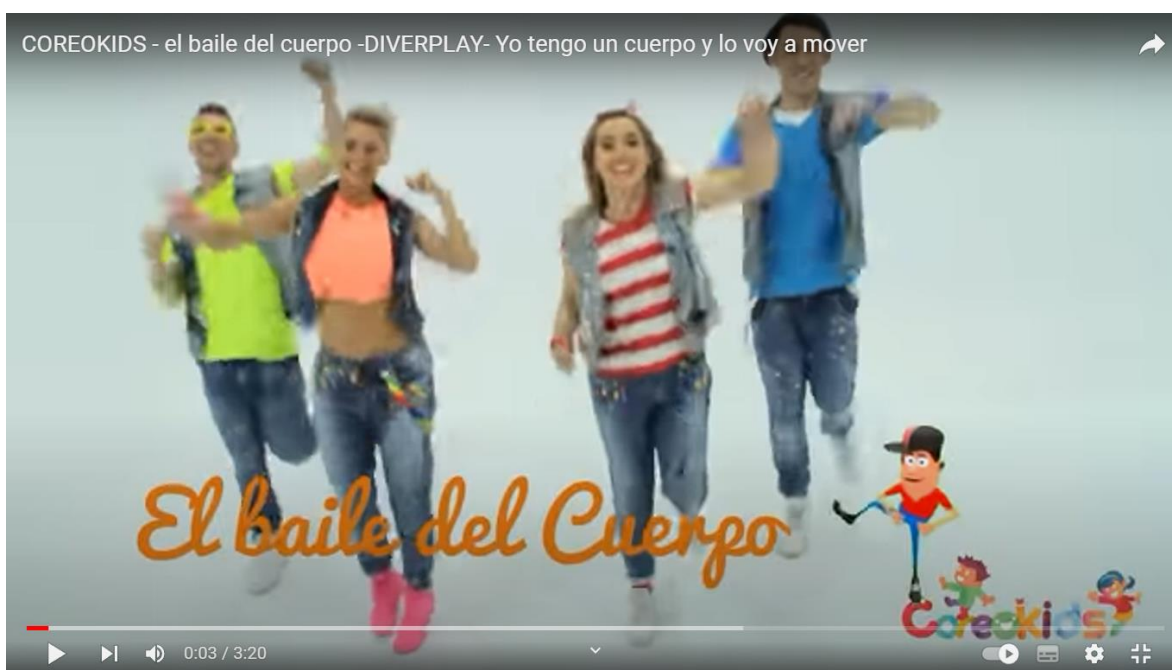 COREOKIDS - el baile del cuerpo -DIVERPLAY- Yo tengo un cuerpo y lo voy a mover
El baile del Cuerpo
Coreokids
0:03 / 3:20